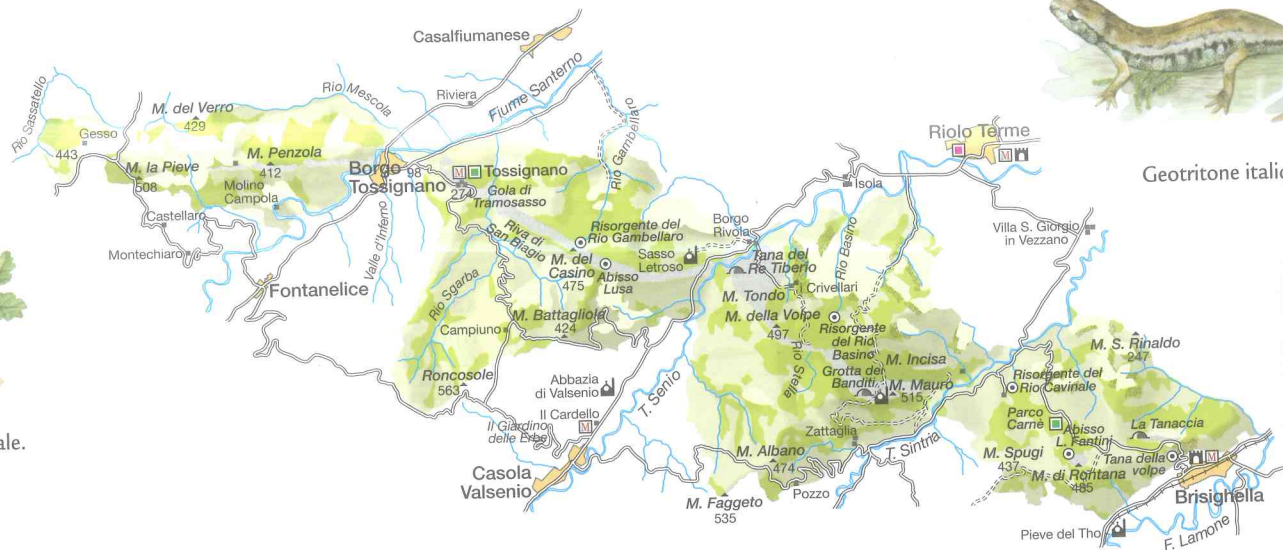 Casalfiumanese
Fiume Santerno
Riviera
Rio Mescola
Rio Sassatello
M. del Verro
429
Gesso
443
M. la Pieve
508
M. Penzola
412
Molino
Campola
Borgo
Tossignano
98
M
Tossignano
274
Gola di
Tramosasso
Rio Gambellaro
Castellaro
Montechiaro
Fontanelice
Valle d'Inferno
Riva di
San Biagio
Risorgente del
Rio Gambellaro
M. del
Casino
475
Abisso
Lusa
Sasso
Letroso
Borgo
Rivola
Isola
Riolo Terme
M
Geotritone italic
Villa S. Giorgio
in Vezzano
Rio Sgarba
Campiuno
M. Battagliola
424
Roncosole
563
Abbazia
di Valsenio
Il Cardello
M
Il Giardino
delle Erbe
Casola
Valsenio
T. Senio
Tana del
Re Tiberio
I Crivellari
M. Tondo
M. della Volpe
497
Rio Basino
Risorgente
del Rio
Basino
Rio Stella
Grotta dei
Banditi
M. Incisa
M. Mauro
515
Zattaglia
M. Albano
474
Pozzo
M. Faggeto
535
T. Sintria
M. S. Rinaldo
247
Risorgente del
Rio Cavinale
Parco
Carnè
Abisso
L. Fantini
La Tanaccia
M. Spugi
437
M. di Rontana
485
Tana della
volpe
M
Brisighella
Pieve del Tho
F. Lamone
ale.